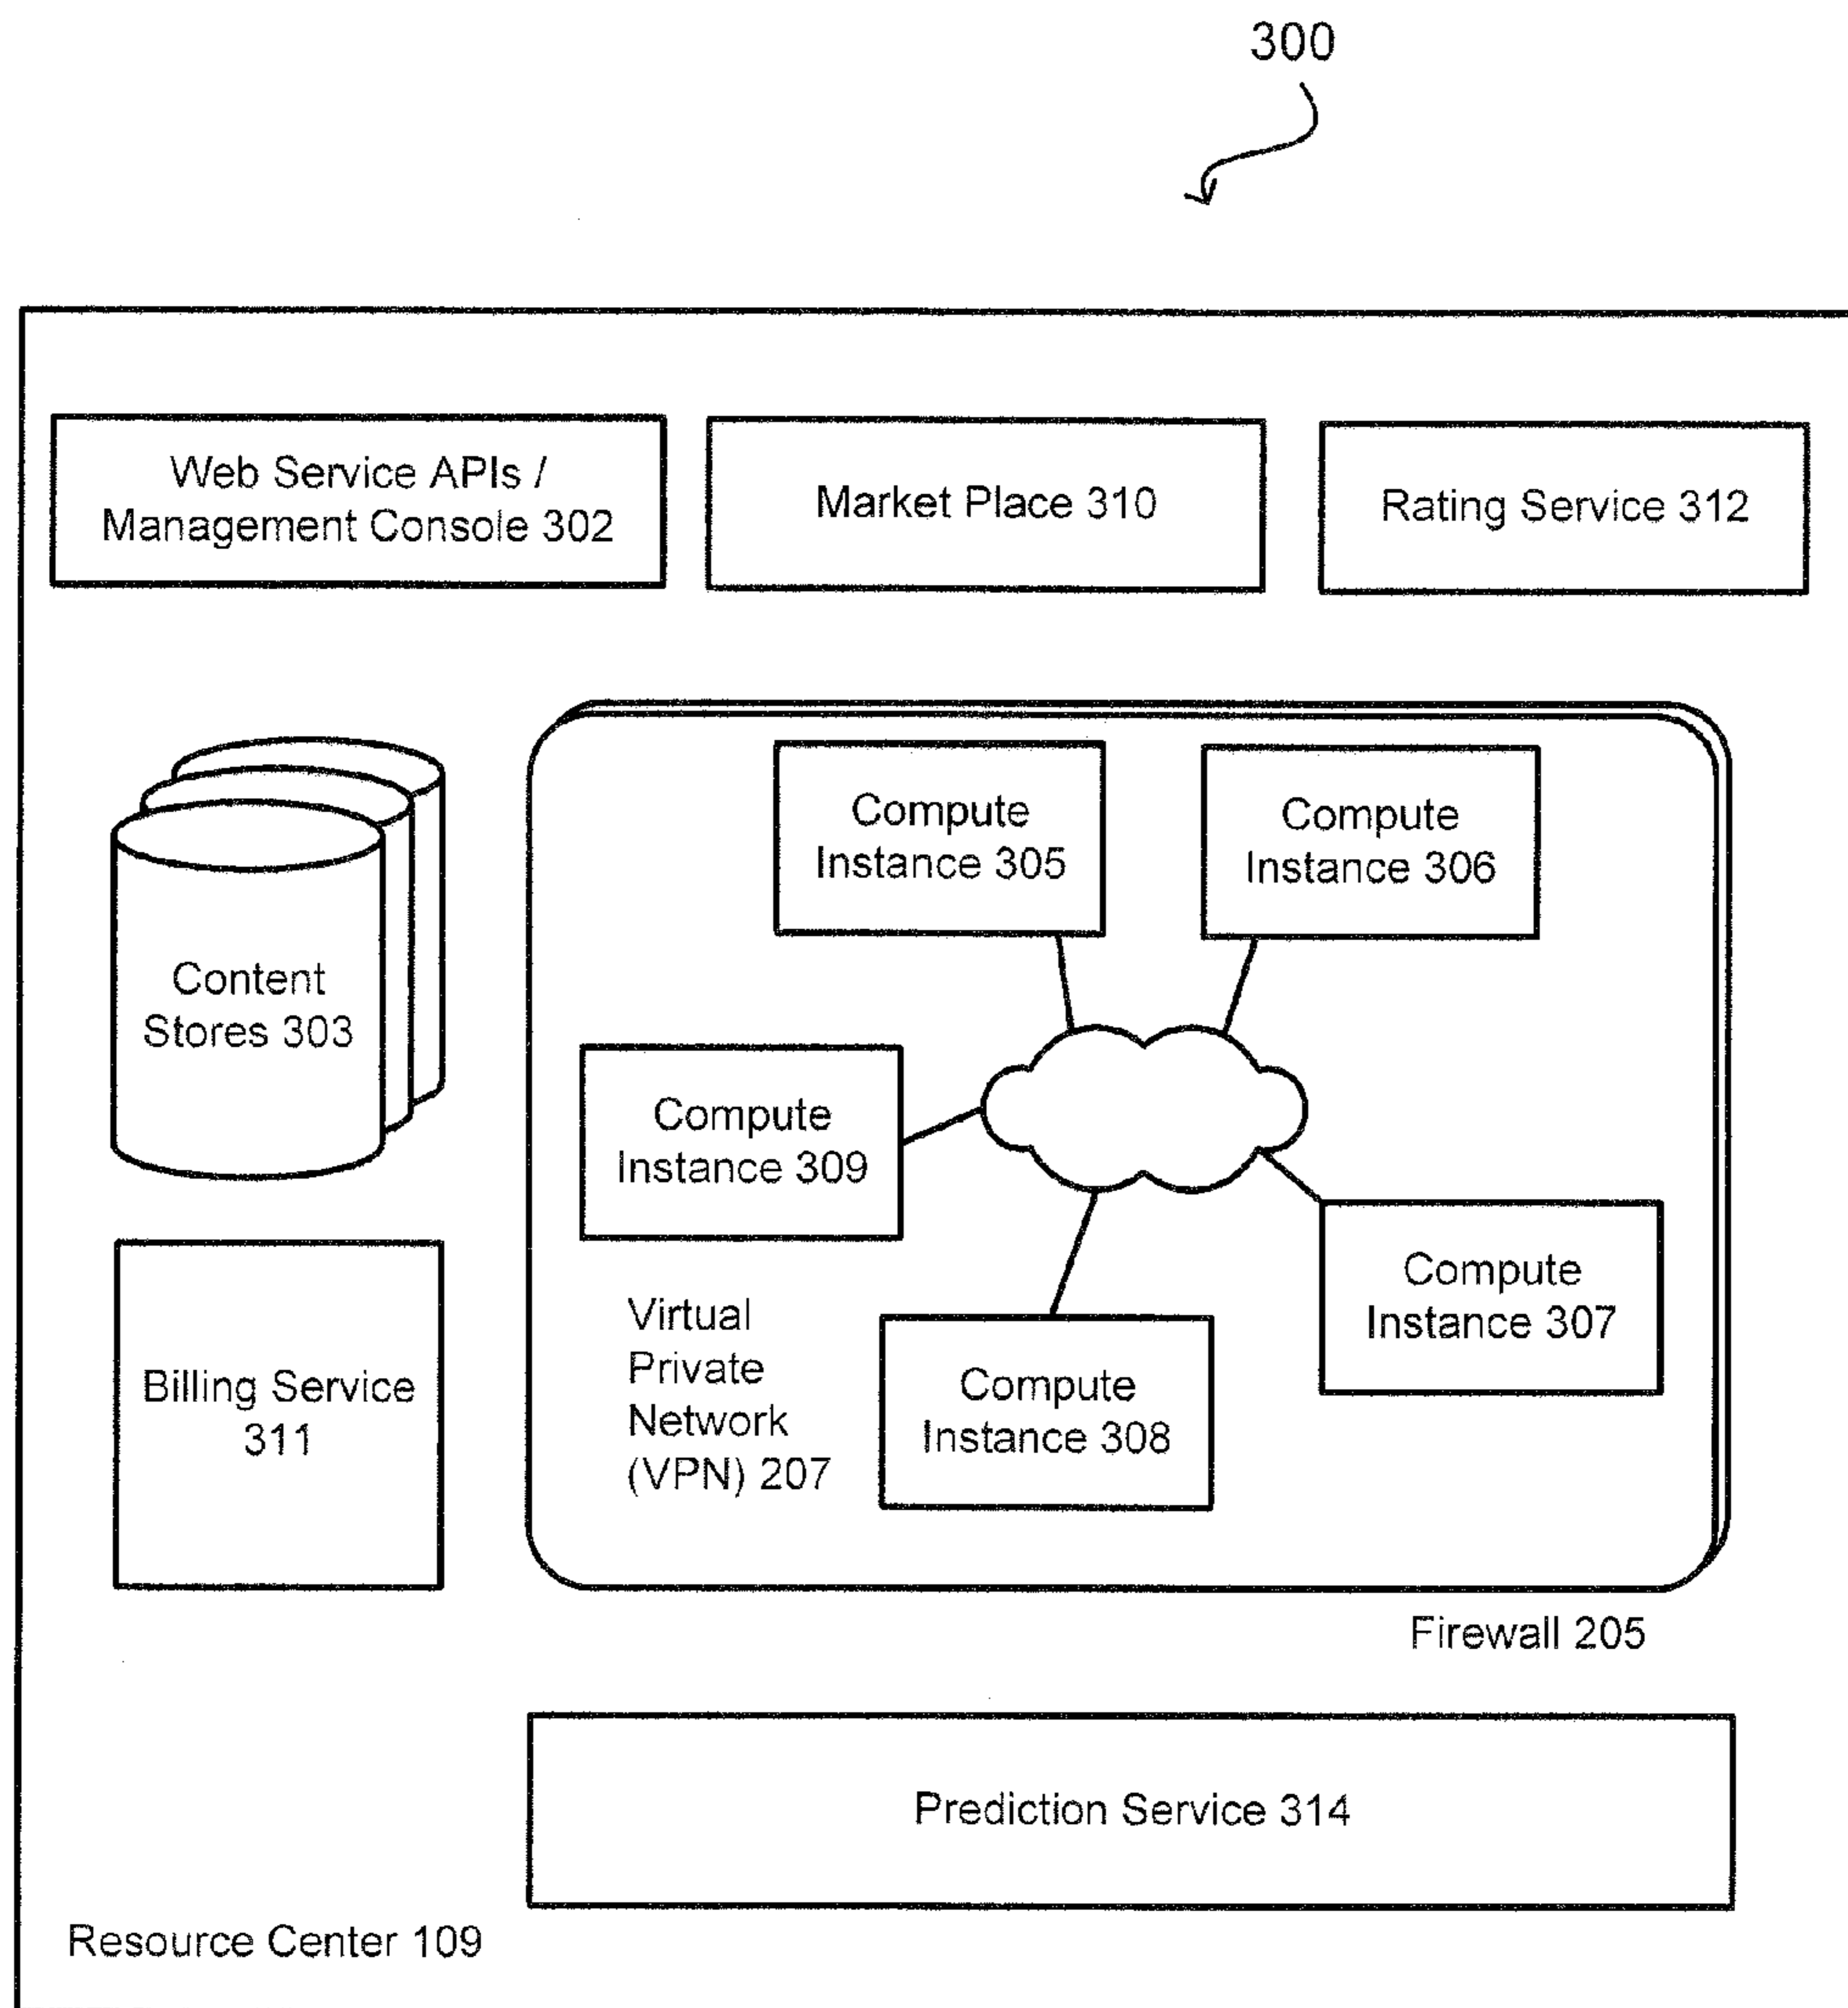 300
Web Service APIs /
Management Console 302
Market Place 310
Rating Service 312
Content
Stores 303
Compute
Instance 305
Compute
Instance 306
Compute
Instance 309
Compute
Instance 307
Compute
Instance 308
Virtual
Private
Network
(VPN) 207
Billing Service
311
Firewall 205
Prediction Service 314
Resource Center 109